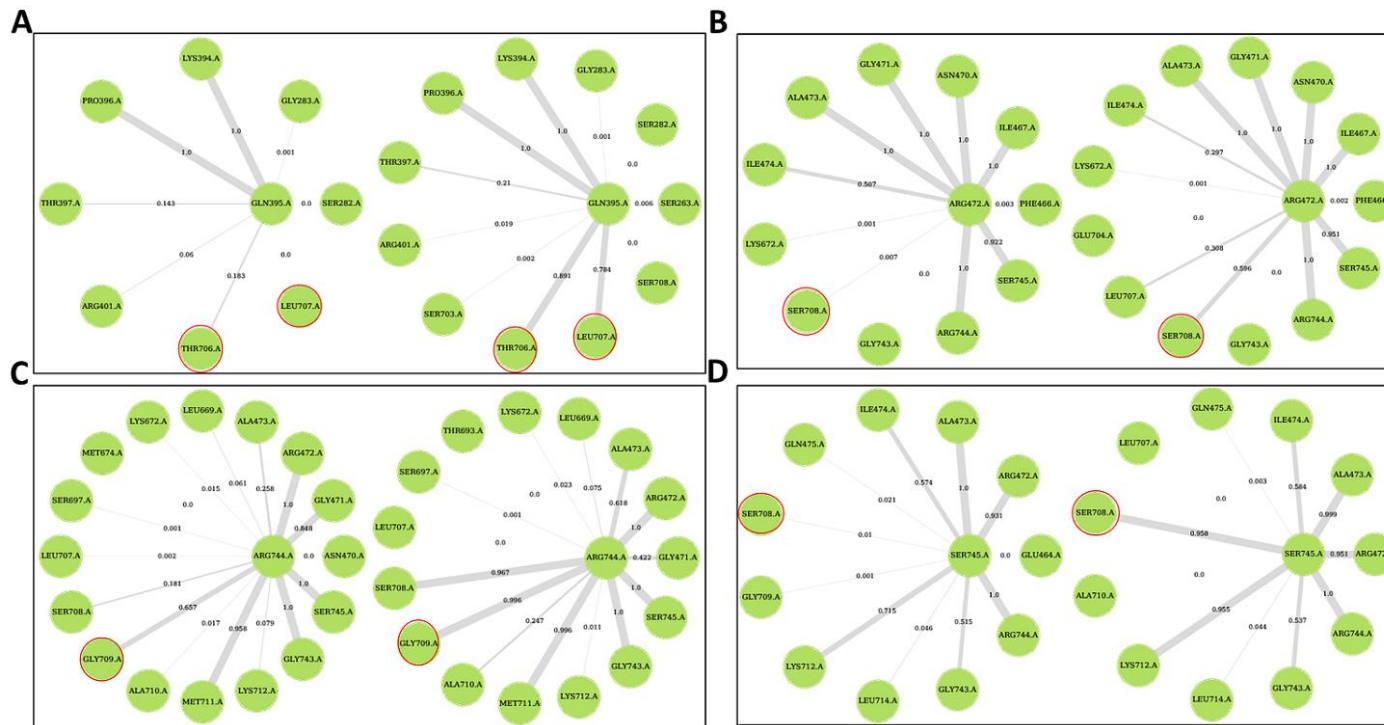 A
LYS394.A
PRO396.A
GLY283.A
1.0
0.001
1.0
THR397.A
0.143
GLN395.A
0.0
SER282.A
0.06
0.0
0.183
ARG401.A
LEU707.A
THR706.A
LYS394.A
GLY283.A
PRO396.A
SER282.A
1.0
0.001
1.0
0.0
THR397.A
0.21
GLN395.A
0.006
SER263.A
0.019
ARG401.A
0.0
0.002
0.891
0.784
SER708.A
SER703.A
THR706.A
LEU707.A
B
GLY471.A
ASN470.A
ALA473.A
ILE467.A
1.0
1.0
1.0
1.0
ILE474.A
0.507
ARG472.A
0.003
PHE466.A
0.001
0.922
LYS672.A
0.007
0.0
1.0
SER745.A
SER708.A
GLY743.A
ARG744.A
ALA473.A
GLY471.A
ASN470.A
ILE474.A
ILE467.A
1.0
1.0
1.0
0.297
1.0
LYS672.A
0.001
ARG472.A
0.002
PHE466
0.0
GLU704.A
0.951
0.308
0.596
0.0
1.0
SER745.A
LEU707.A
SER708.A
GLY743.A
ARG744.A
C
LEU669.A
LYS672.A
ALA473.A
MET674.A
ARG472.A
0.061
0.258
0.015
SER697.A
0.0
1.0
GLY471.A
0.001
0.848
LEU707.A
0.002
ARG744.A
0.0
ASN470.A
0.181
1.0
SER708.A
0.657
SER745.A
0.017
0.958
0.079
1.0
GLY709.A
GLY743.A
ALA710.A
MET711.A
LYS712.A
LYS672.A
THR693.A
LEU669.A
ALA473.A
SER697.A
0.023
0.075
0.618
0.0
ARG472.A
0.001
1.0
LEU707.A
0.0
ARG744.A
0.422
GLY471.A
0.967
1.0
SER708.A
0.996
SER745.A
0.247
0.996
0.011
1.0
GLY709.A
GLY743.A
ALA710.A
MET711.A
LYS712.A
D
ILE474.A
ALA473.A
GLN475.A
ARG472.A
0.574
1.0
0.021
SER708.A
0.931
0.01
SER745.A
0.0
GLU464.A
0.001
GLY709.A
0.715
0.046
0.515
1.0
ARG744.A
LYS712.A
LEU714.A
GLY743.A
GLN475.A
ILE474.A
LEU707.A
ALA473.A
0.003
0.584
0.0
0.999
SER708.A
0.958
SER745.A
0.951
ARG472
0.0
ALA710.A
0.955
0.044
0.537
1.0
ARG744.A
LYS712.A
LEU714.A
GLY743.A